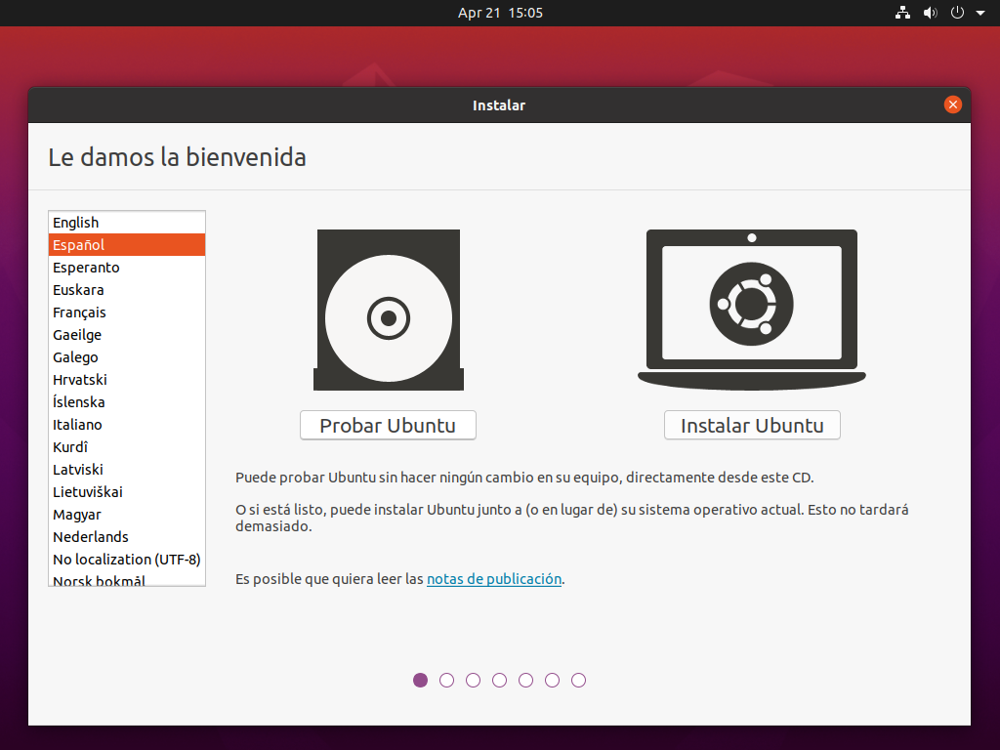 Apr 21 15:05
Instalar
Le damos la bienvenida
English
Español
Esperanto
Euskara
Français
Gaeilge
Galego
Hrvatski
Íslenska
Italiano
Kurdî
Latviski
Lietuviškai
Magyar
Nederlands
No localization (UTF-8)
Norsk bokmål
Probar Ubuntu
Instalar Ubuntu
Puede probar Ubuntu sin hacer ningún cambio en su equipo, directamente desde este CD.
O si está listo, puede instalar Ubuntu junto a (o en lugar de) su sistema operativo actual. Esto no tardará
demasiado.
Es posible que quiera leer las notas de publicación.